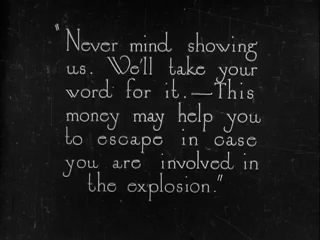 "Never mind showing
us. We'll take your
word for it.—This
money may help you
to escape in case
you are involved in
the explosion."